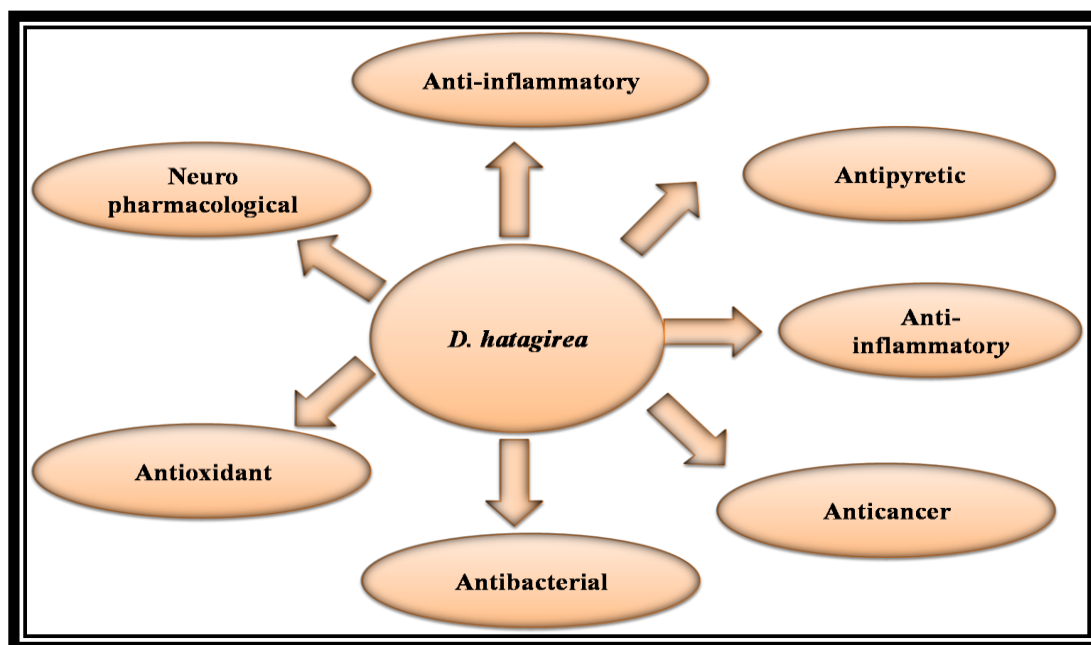 Anti-inflammatory
Antipyretic
Neuro
pharmacological
Anti-
inflammatory
D. hatagirea
Antioxidant
Anticancer
Antibacterial